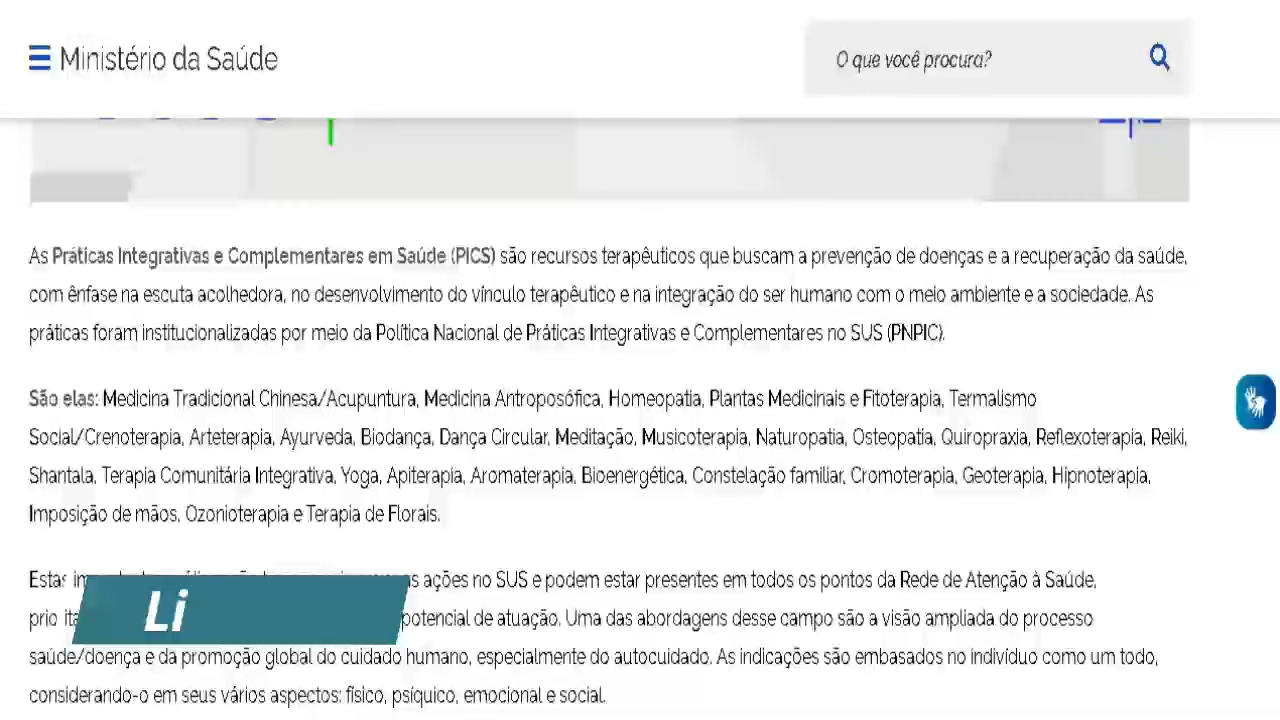 Ministério da Saúde
O que você procura?
As Práticas Integrativas e Complementares em Saúde (PICS) são recursos terapêuticos que buscam a prevenção de doenças e a recuperação da saúde,
com ênfase na escuta acolhedora, no desenvolvimento do vínculo terapêutico e na integração do ser humano com o meio ambiente e a sociedade. As
práticas foram institucionalizadas por meio da Política Nacional de Práticas Integrativas e Complementares no SUS (PNPIC).
São elas: Medicina Tradicional Chinesa/Acupuntura, Medicina Antroposófica, Homeopatia, Plantas Medicinais e Fitoterapia, Termalismo
Social/Crenoterapia, Arteterapia, Ayurveda, Biodança, Dança Circular, Meditação, Musicoterapia, Naturopatia, Osteopatia, Quiropraxia, Reflexoterapia, Reiki,
Shantala, Terapia Comunitária Integrativa, Yoga, Apiterapia, Aromaterapia, Bioenergética, Constelação familiar, Cromoterapia, Geoterapia, Hipnoterapia,
Imposição de mãos, Ozonioterapia e Terapia de Florais.
Estas ações no SUS e podem estar presentes em todos os pontos da Rede de Atenção à Saúde,
potencial de atuação. Uma das abordagens desse campo são a visão ampliada do processo
Li
saúde/doença e da promoção global do cuidado humano, especialmente do autocuidado. As indicações são embasados no indivíduo como um todo,
considerando-o em seus vários aspectos: físico, psíquico, emocional e social.